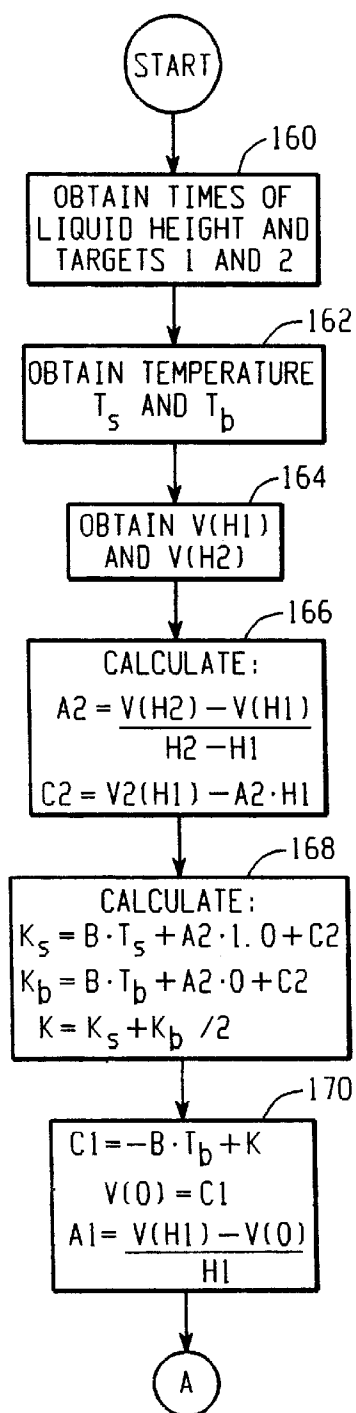 START
160
OBTAIN TIMES OF
LIQUID HEIGHT AND
TARGETS 1 AND 2
162
OBTAIN TEMPERATURE
T_s AND T_b
164
OBTAIN V(H1)
AND V(H2)
166
CALCULATE:
A2 = V(H2) – V(H1)
H2 – H1
C2 = V2(H1) – A2·H1
168
CALCULATE:
K_s = B·T_s + A2·1.0 + C2
K_b = B·T_b + A2·0 + C2
K = K_s + K_b /2
170
C1 = –B·T_b + K
V(0) = C1
A1 = V(H1) – V(0)
H1
A